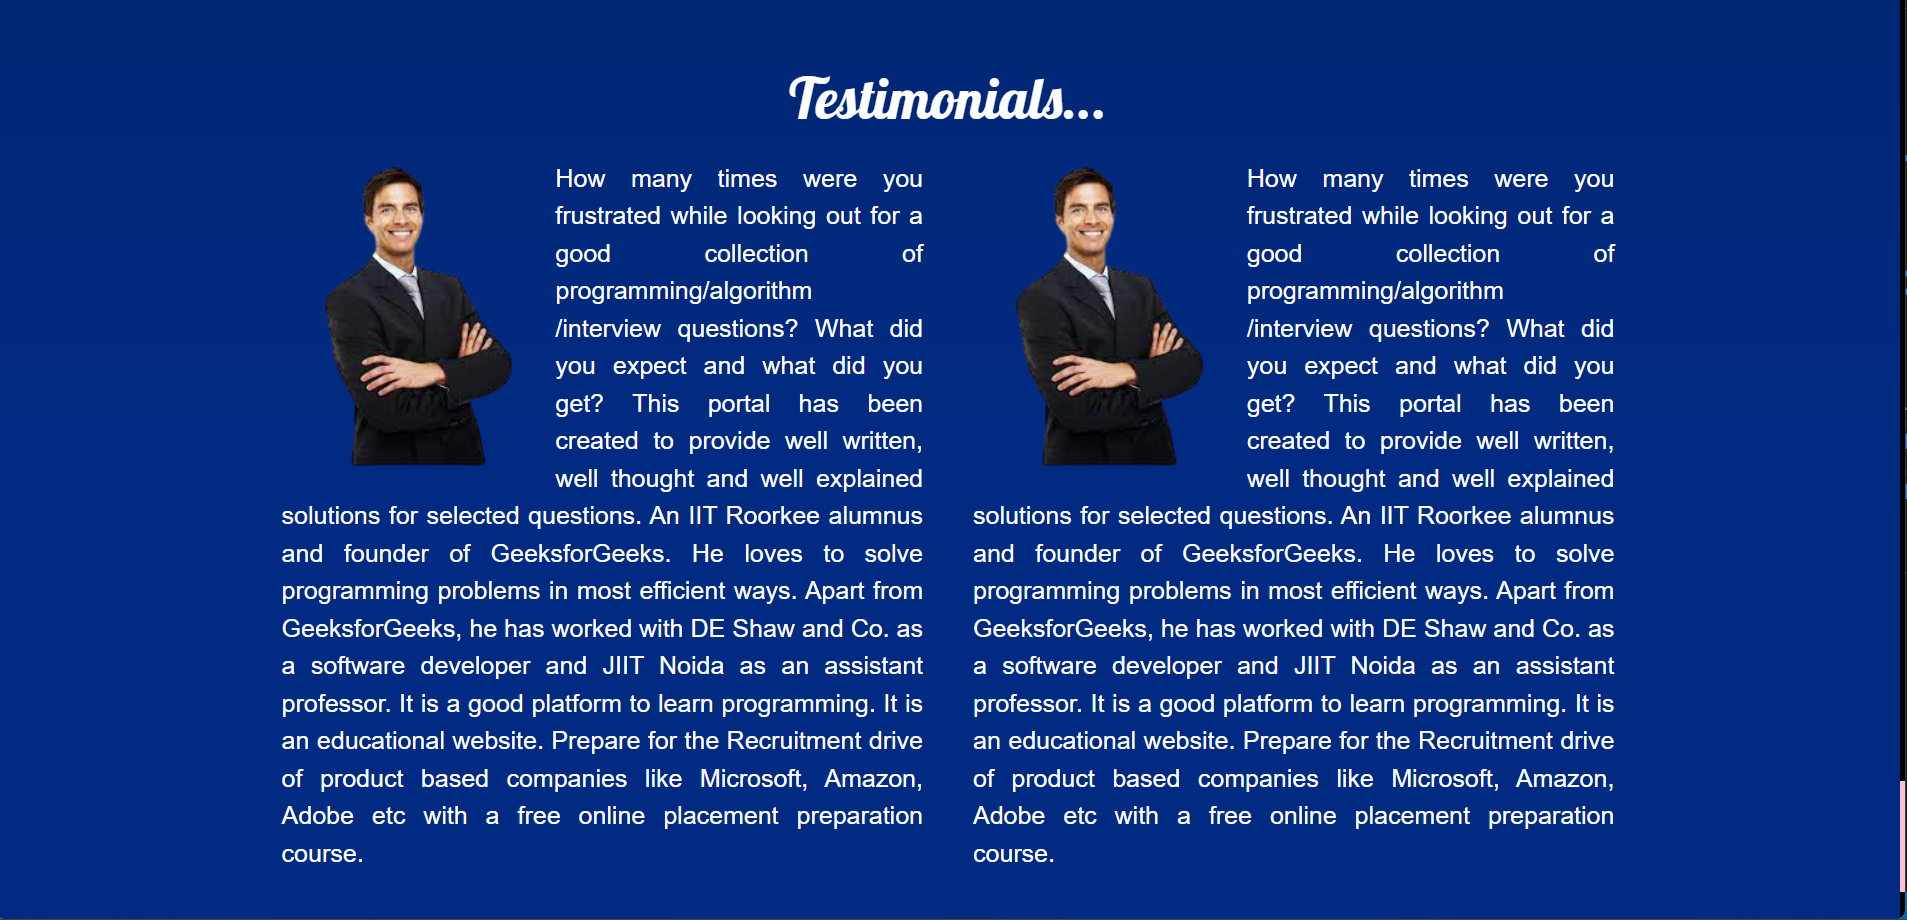 Testimonials...
How many times were you
frustrated while looking out for a
good collection of
programming/algorithm
/interview questions? What did
you expect and what did you
get? This portal has been
created to provide well written,
well thought and well explained
solutions for selected questions. An IIT Roorkee alumnus
and founder of GeeksforGeeks. He loves to solve
programming problems in most efficient ways. Apart from
GeeksforGeeks, he has worked with DE Shaw and Co. as
a software developer and JIIT Noida as an assistant
professor. It is a good platform to learn programming. It is
an educational website. Prepare for the Recruitment drive
of product based companies like Microsoft, Amazon,
Adobe etc with a free online placement preparation
course.
How many times were you
frustrated while looking out for a
good collection of
programming/algorithm
/interview questions? What did
you expect and what did you
get? This portal has been
created to provide well written,
well thought and well explained
solutions for selected questions. An IIT Roorkee alumnus
and founder of GeeksforGeeks. He loves to solve
programming problems in most efficient ways. Apart from
GeeksforGeeks, he has worked with DE Shaw and Co. as
a software developer and JIIT Noida as an assistant
professor. It is a good platform to learn programming. It is
an educational website. Prepare for the Recruitment drive
of product based companies like Microsoft, Amazon,
Adobe etc with a free online placement preparation
course.